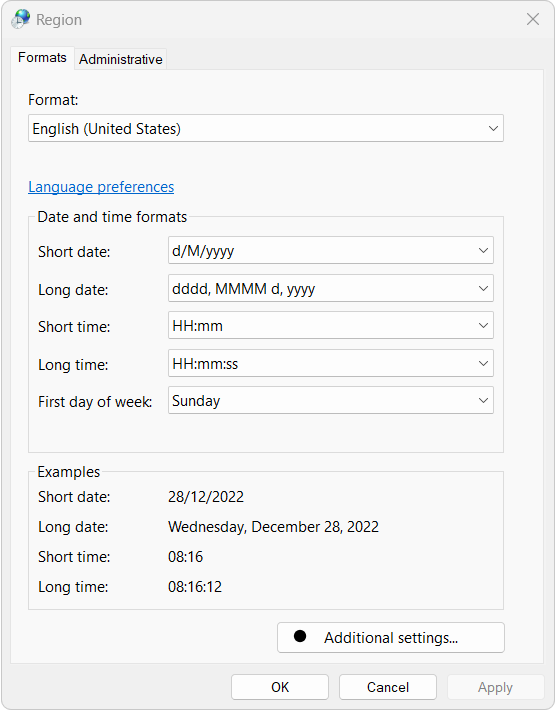 Region
Formats Administrative
Format:
English (United States)
Language preferences
Date and time formats
Short date: d/M/yyyy
Long date: dddd, MMMM d, yyyy
Short time: HH:mm
Long time: HH:mm:ss
First day of week: Sunday
Examples
Short date: 28/12/2022
Long date: Wednesday, December 28, 2022
Short time: 08:16
Long time: 08:16:12
Additional settings...
OK Cancel Apply